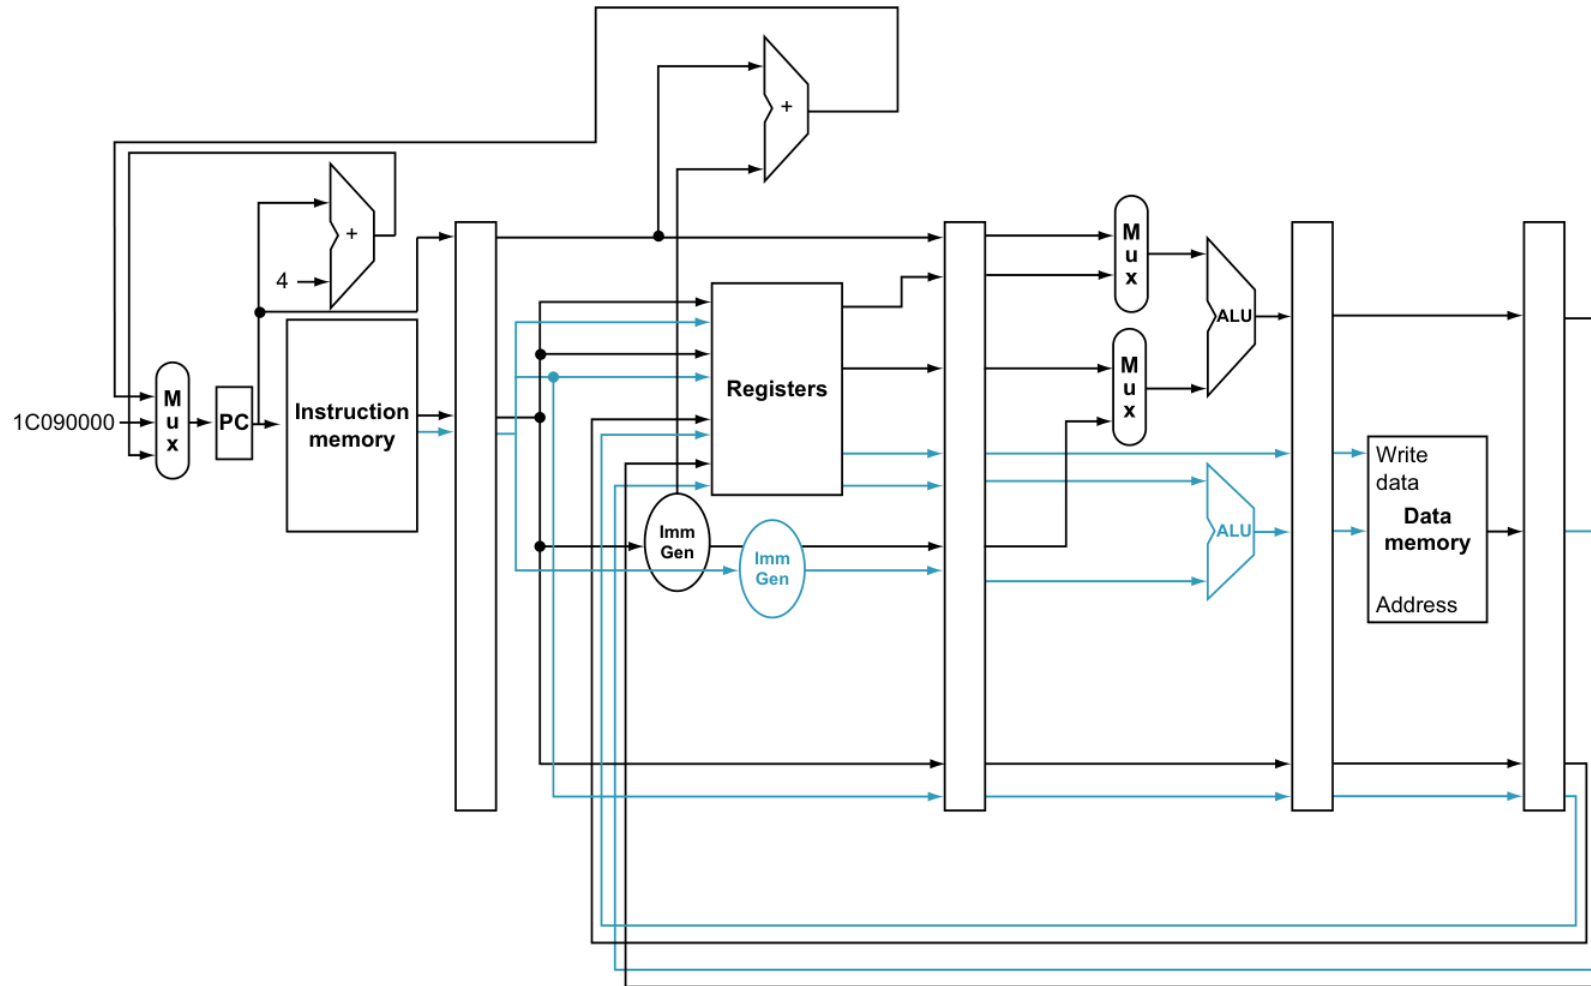 +
+
4
M
u
x
M
u
x
PC
1C090000
Instruction
memory
Registers
M
u
x
ALU
Imm
Gen
Imm
Gen
ALU
Write
data
Data
memory
Address